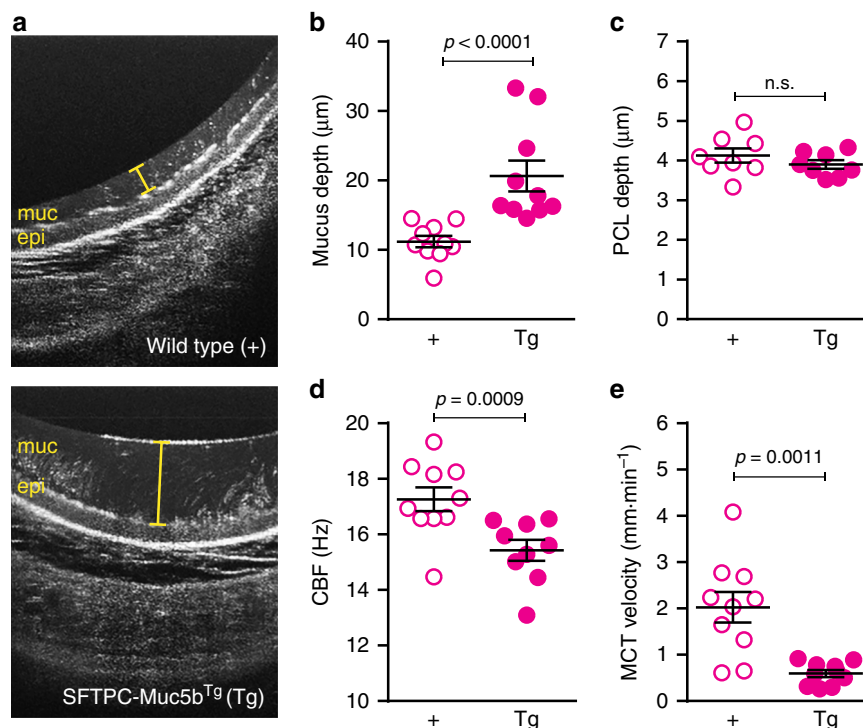 a
muc
epi
Wild type (+)
muc
epi
SFTPC-Muc5bTg (Tg)
b
p < 0.0001
Mucus depth (μm)
40
30
20
10
0
+ Tg
c
n.s.
PCL depth (μm)
7
6
5
4
3
2
1
0
+ Tg
d
p = 0.0009
CBF (Hz)
20
18
16
14
12
10
+ Tg
e
p = 0.0011
MCT velocity (mm·min⁻¹)
6
5
4
3
2
1
0
+ Tg